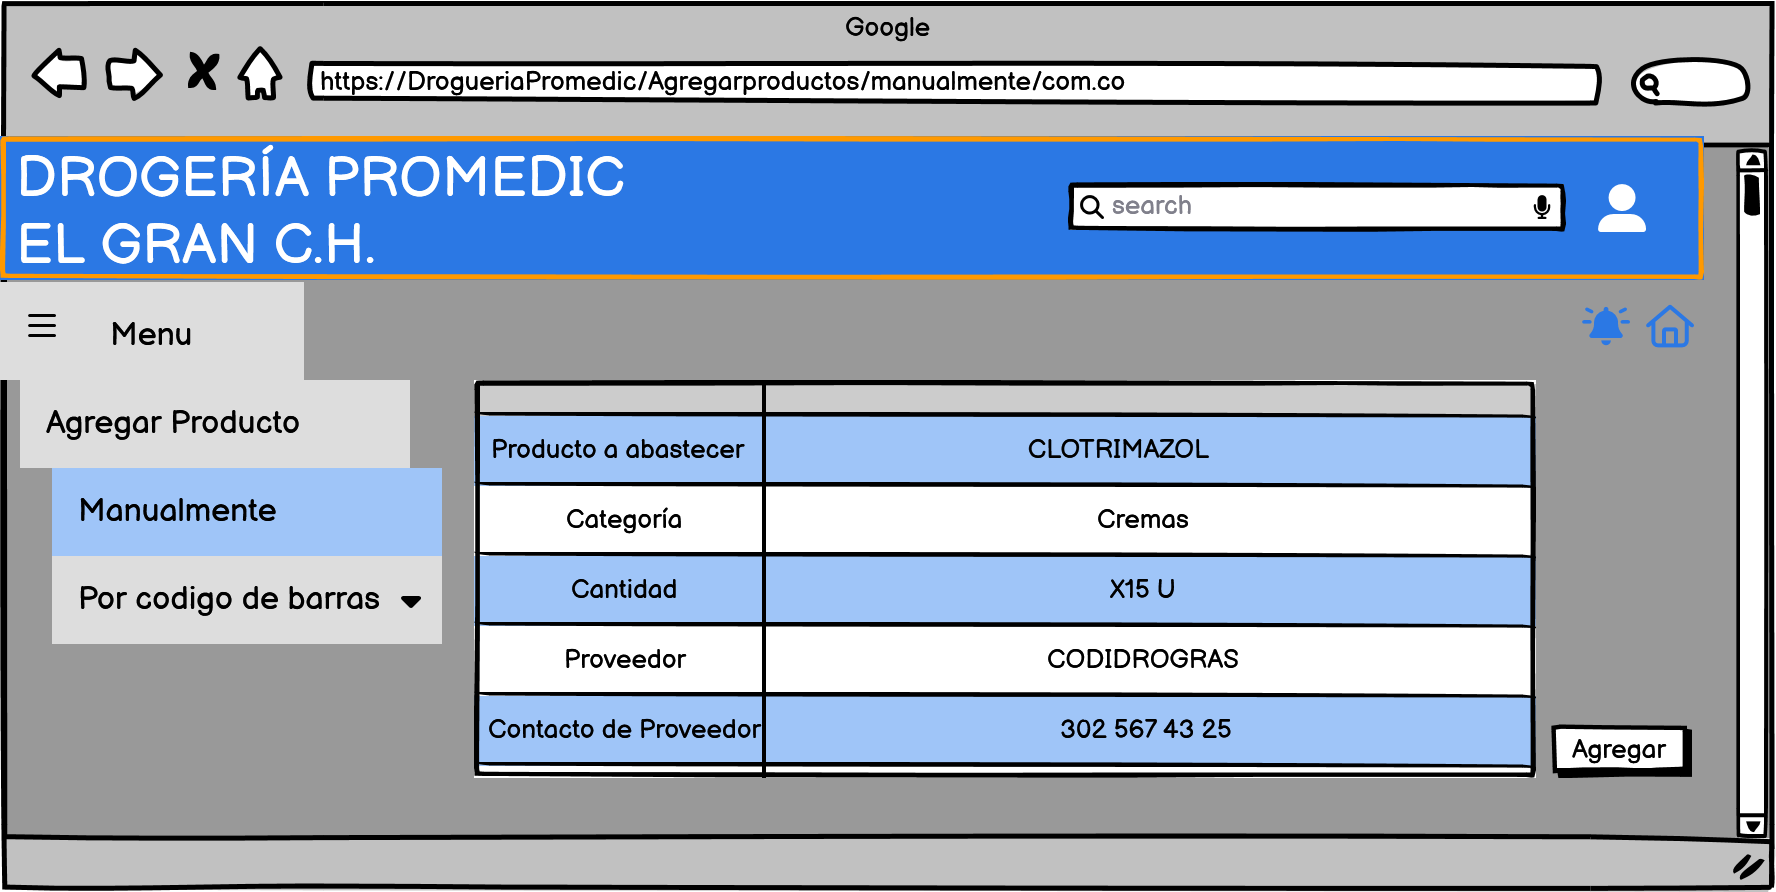 Google
https://DrogueriaPromedic/Agregarproductos/manualmente/com.co
DROGERÍA PROMEDIC
EL GRAN C.H.
search
Menu
Agregar Producto
Manualmente
Por codigo de barras
Producto a abastecer CLOTRIMAZOL
Categoría Cremas
Cantidad X15 U
Proveedor CODIDROGRAS
Contacto de Proveedor 302 567 43 25
Agregar